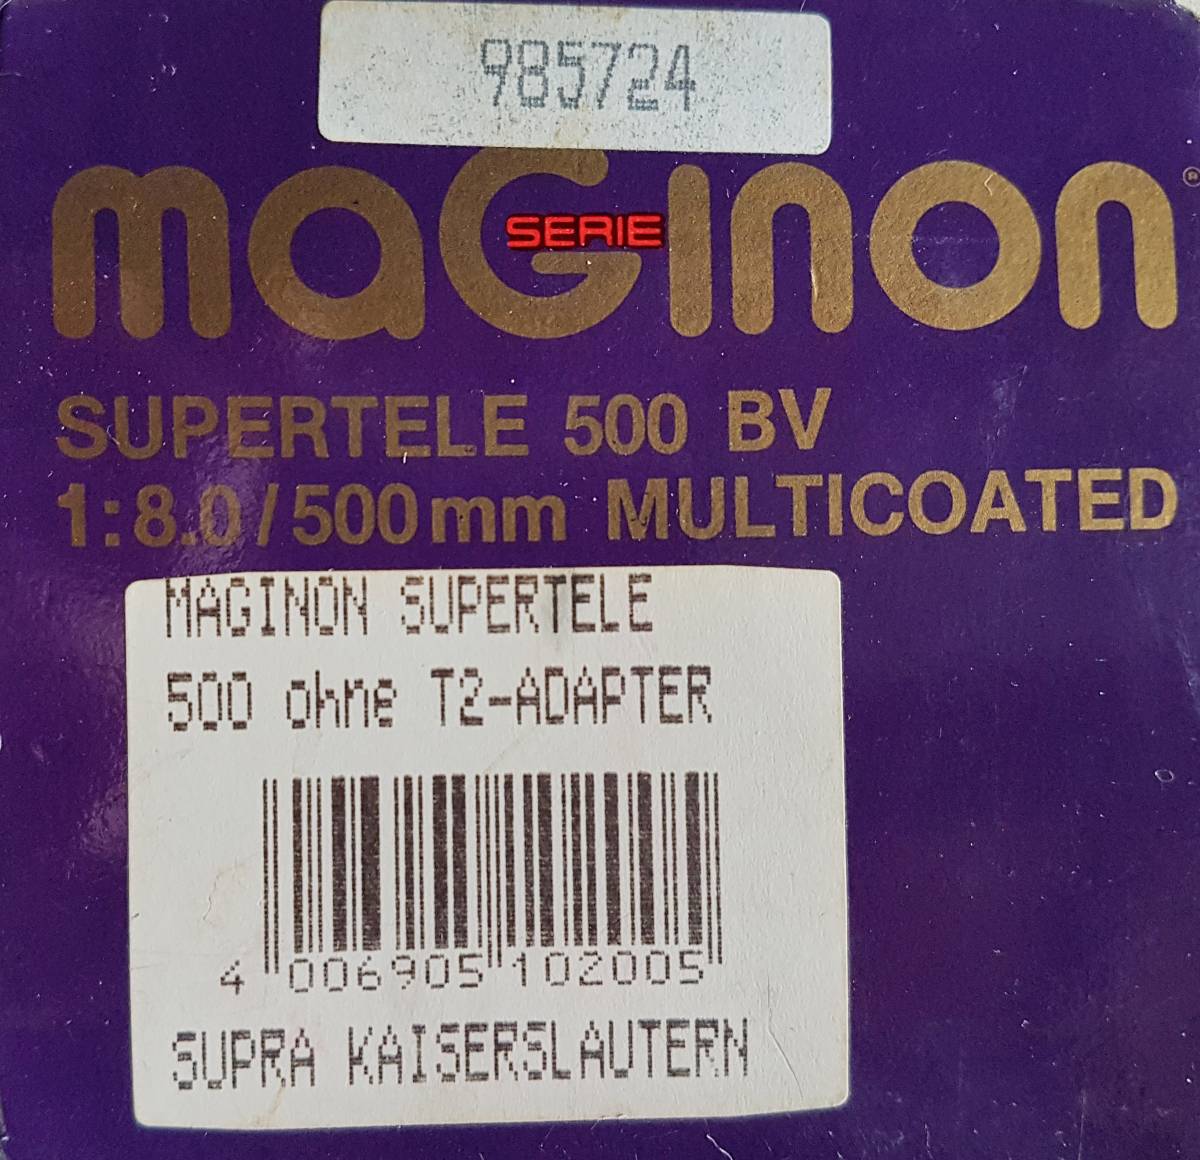 985724
maGinon®
SERIE
SUPERTELE 500 BV
1:8.0/500mm MULTICOATED
MAGINON SUPERTELE
500 ohne T2-ADAPTER
4 006905 102005
SUPRA KAISERSLAUTERN